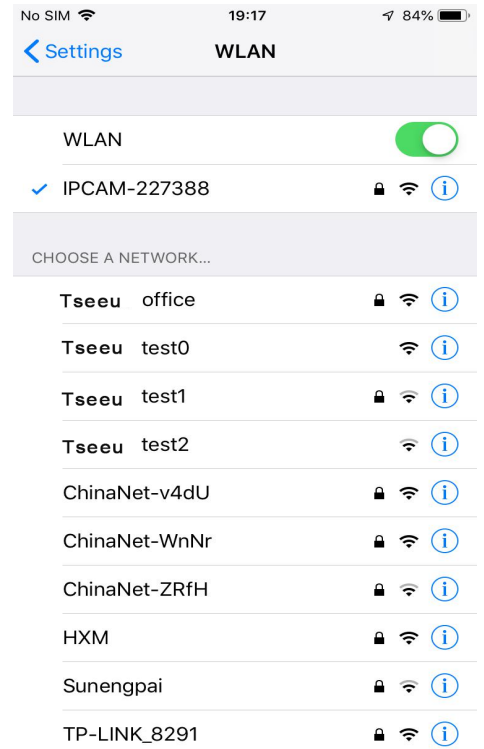 No SIM 19:17 84%
Settings WLAN
WLAN
IPCAM-227388
CHOOSE A NETWORK...
Tseeu office
Tseeu test0
Tseeu test1
Tseeu test2
ChinaNet-v4dU
ChinaNet-WnNr
ChinaNet-ZRfH
HXM
Sunengpai
TP-LINK_8291